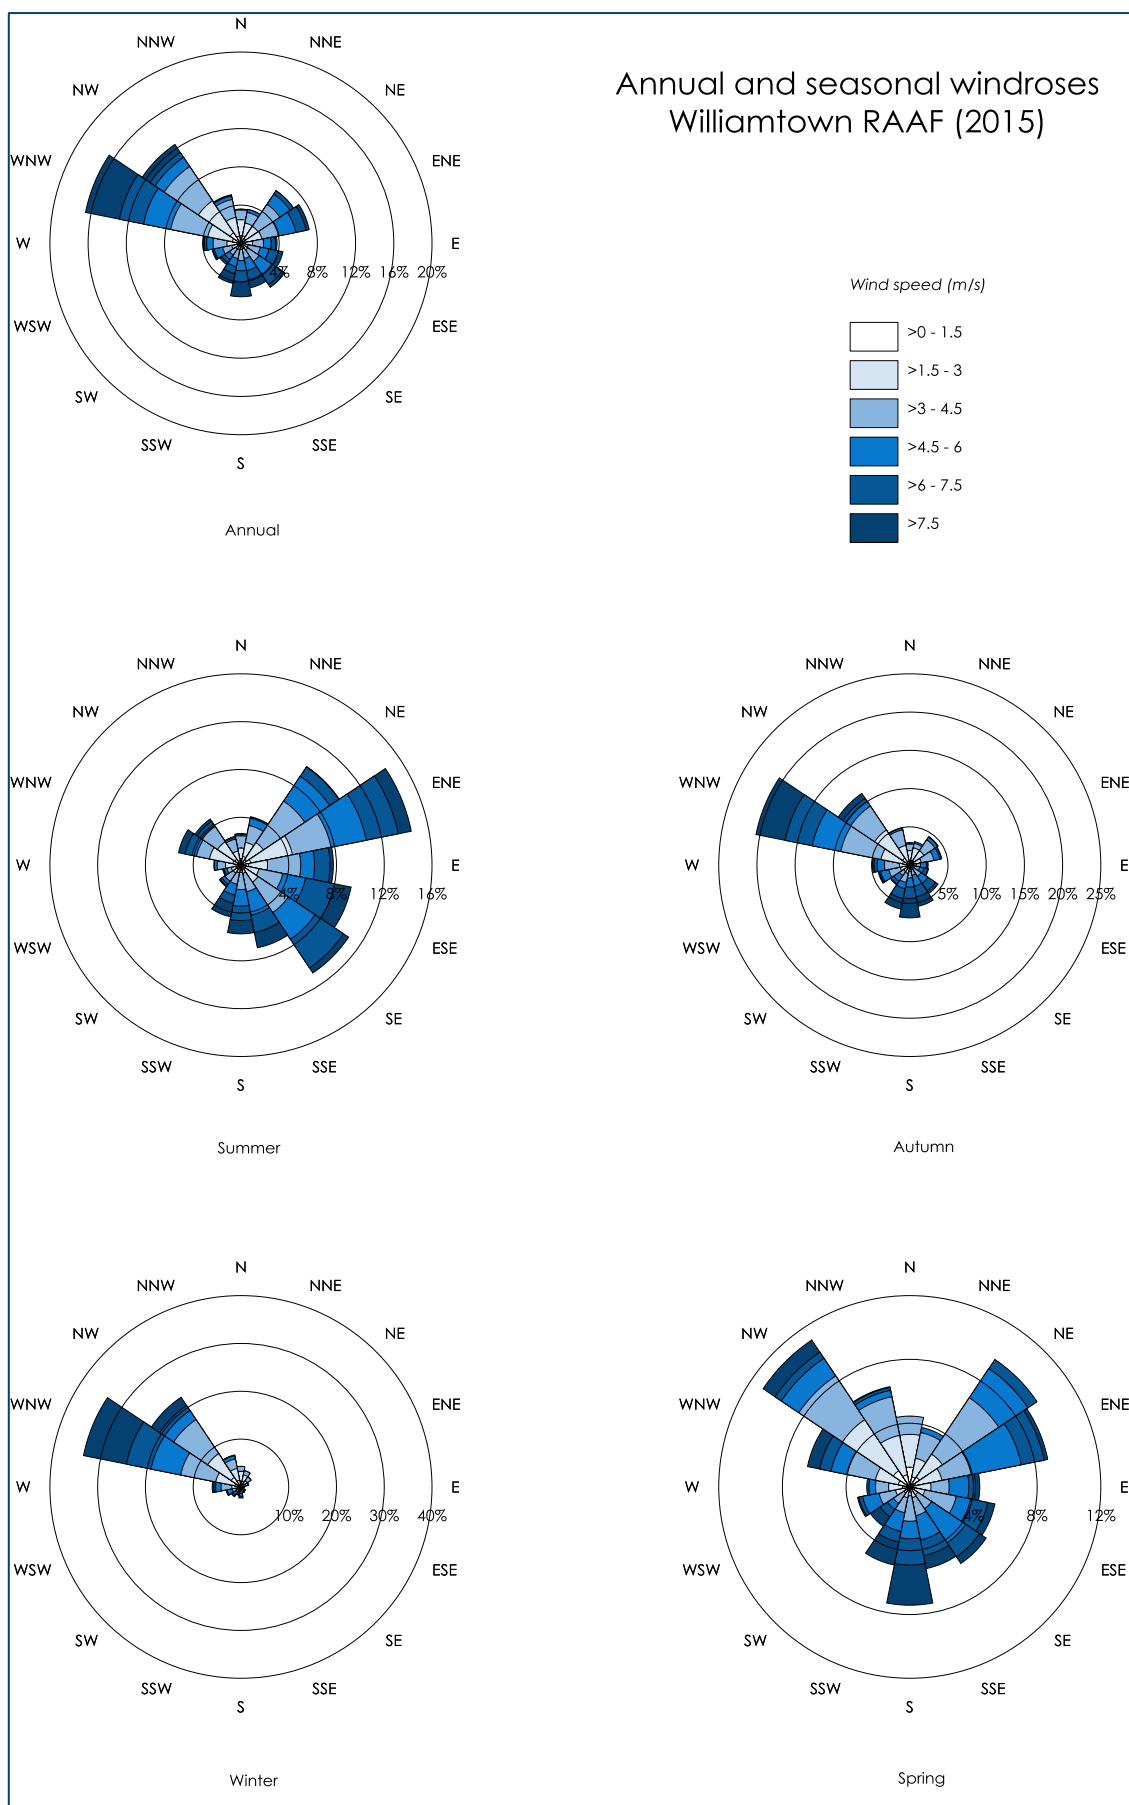 Annual and seasonal windroses
Williamtown RAAF (2015)
N
NNW
NNE
NW
NE
WNW
ENE
W
E
4%
8%
12%
16%
20%
WSW
ESE
SW
SE
SSW
SSE
S
Annual
Wind speed (m/s)
>0 - 1.5
>1.5 - 3
>3 - 4.5
>4.5 - 6
>6 - 7.5
>7.5
N
NNW
NNE
NW
NE
WNW
ENE
W
E
4%
8%
12%
16%
WSW
ESE
SW
SE
SSW
SSE
S
Summer
N
NNW
NNE
NW
NE
WNW
ENE
W
E
5%
10%
15%
20%
25%
WSW
ESE
SW
SE
SSW
SSE
S
Autumn
N
NNW
NNE
NW
NE
WNW
ENE
W
E
10%
20%
30%
40%
WSW
ESE
SW
SE
SSW
SSE
S
Winter
N
NNW
NNE
NW
NE
WNW
ENE
W
E
4%
8%
12%
WSW
ESE
SW
SE
SSW
SSE
S
Spring